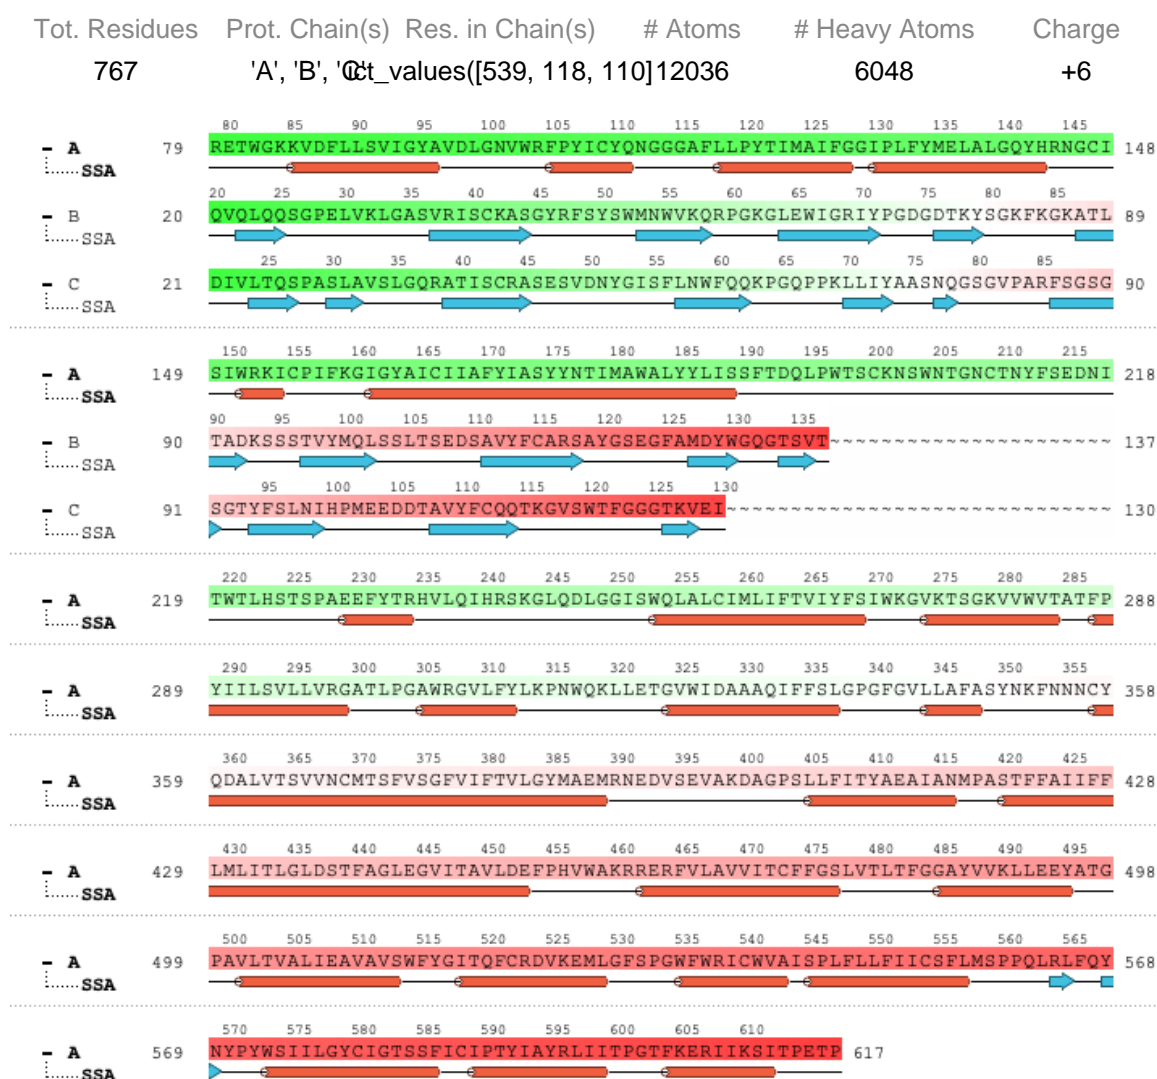 Tot. Residues Prot. Chain(s) Res. in Chain(s) # Atoms # Heavy Atoms Charge
767 'A', 'B', 'C' ct_values([539, 118, 110] 12036 6048 +6
80 85 90 95 100 105 110 115 120 125 130 135 140 145
A 79 RETWGKKVDFLLSVIGYAVDLGNVWRFPYICYQNGGGAFLLPYTIMAIFGGIPLFYMELALGQYHRNGCI 148
SSA
20 25 30 35 40 45 50 55 60 65 70 75 80 85
B 20 QVQLQQSGPELVKLGASVRISCKASGYRFSYSWMNWVKQRPGKGLEWIGRIYPGDGDTKYSGKFKGKATL 89
SSA
25 30 35 40 45 50 55 60 65 70 75 80 85
C 21 DIVLTQSPASLAVSLGQRATISCRASESVDNYGISFLNWFQQKPGQPPKLLIYAASNQGSGVPARFSGSG 90
SSA
150 155 160 165 170 175 180 185 190 195 200 205 210 215
A 149 SIWRKICPIFKGIGYAICIIAFYIASYYNTIMAWALYYLISSFTDQLPWTSCKNSWNTGNCTNYFSEDNI 218
SSA
90 95 100 105 110 115 120 125 130 135
B 90 TADKSSSTVYMQLSSLTSEDSAVYFCARSAYGSEGFAMDYWGQGTSVT~~~~~~~~~~~~~~~~~~~~~~ 137
SSA
95 100 105 110 115 120 125 130
C 91 SGTYFSLNIHPMEEDDTAVYFCQQTKGVSWTFGGGTKVEI~~~~~~~~~~~~~~~~~~~~~~~~~~~~~~ 130
SSA
220 225 230 235 240 245 250 255 260 265 270 275 280 285
A 219 TWTLHSTSPAEEFYTRHVLQIHRSKGLQDLGGISWQLALCIMLIFTVIYFSIWKGVKTSGKVVWVTATFP 288
SSA
290 295 300 305 310 315 320 325 330 335 340 345 350 355
A 289 YIILSVLLVRGATLPGAWRGVLFYLKPNWQKLLETGVWIDAAAQIFFSLGPGFGVLLAFASYNKFNNNCY 358
SSA
360 365 370 375 380 385 390 395 400 405 410 415 420 425
A 359 QDALVTSVVNCMTSFVSGFVIFTVLGYMAEMRNEDVSEVAKDAGPSLLFITYAEAIANMPASTFFAIIFF 428
SSA
430 435 440 445 450 455 460 465 470 475 480 485 490 495
A 429 LMLITLGLDSTFAGLEGVITAVLDEFPHVWAKRRERFVLAVVITCFFGSLVTLTFGGAYVVKLLEEYATG 498
SSA
500 505 510 515 520 525 530 535 540 545 550 555 560 565
A 499 PAVLTVALIEAVAVSWFYGITQFCRDVKEMLGFSPGWFWRICWVAISPLFLLFIICSFLMSPPQLRLFQY 568
SSA
570 575 580 585 590 595 600 605 610
A 569 NYPYWSIILGYCIGTSSFICIPTYIAYRLIITPGTFKERIIKSITPETP 617
SSA